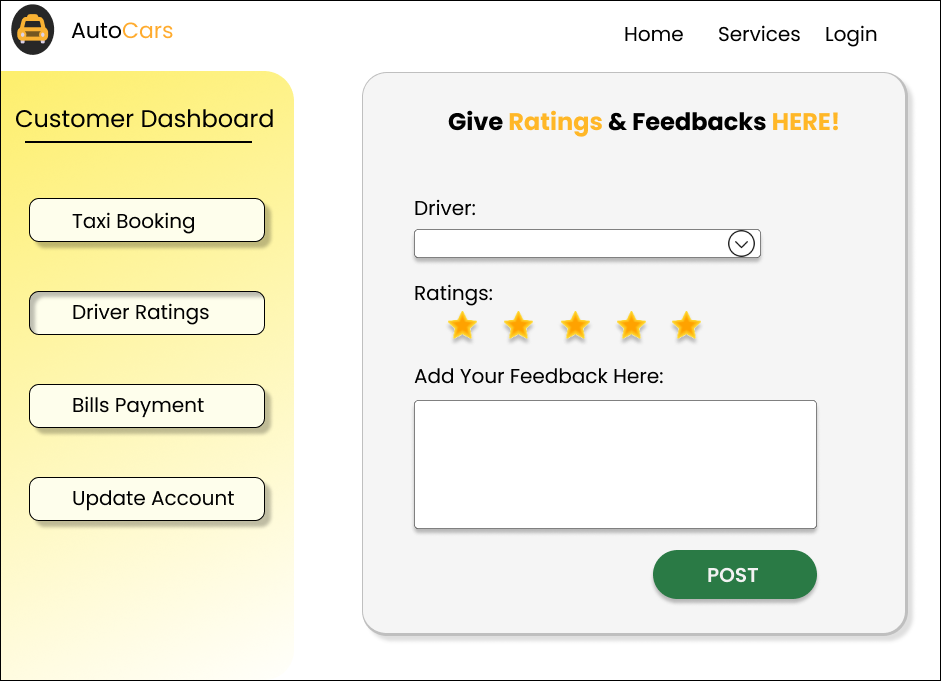 AutoCars
Home Services Login
Customer Dashboard
Taxi Booking
Driver Ratings
Bills Payment
Update Account
Give Ratings & Feedbacks HERE!
Driver:
Ratings:
Add Your Feedback Here:
POST